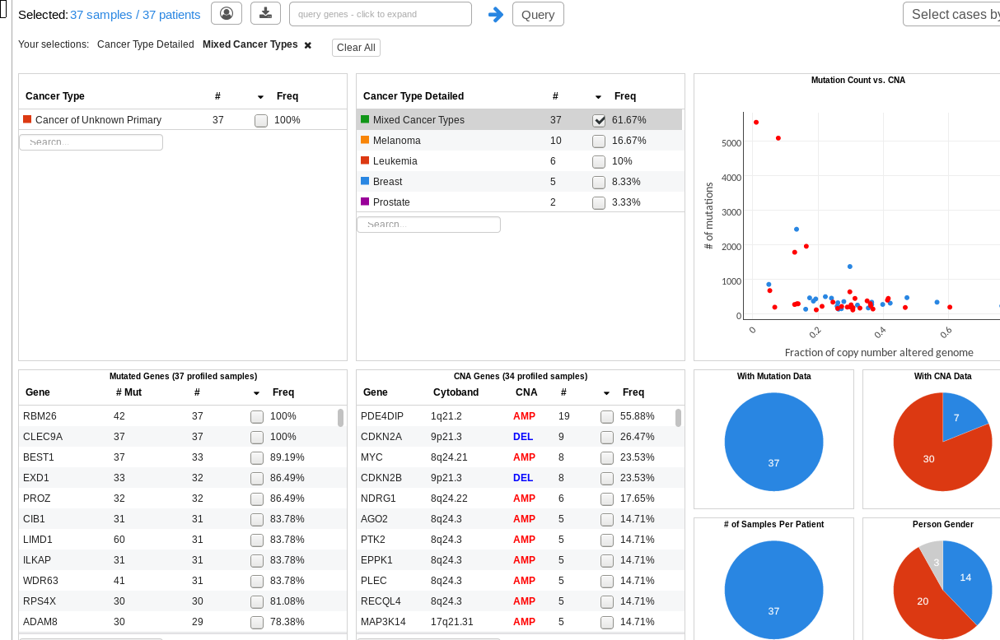 Selected: 37 samples / 37 patients query genes - click to expand Query Select cases by
Your selections: Cancer Type Detailed Mixed Cancer Types Clear All
Cancer Type # Freq
Cancer of Unknown Primary 37 100%
Search...
Cancer Type Detailed # Freq
Mixed Cancer Types 37 61.67%
Melanoma 10 16.67%
Leukemia 6 10%
Breast 5 8.33%
Prostate 2 3.33%
Search...
Mutation Count vs. CNA
# of mutations
5000
4000
3000
2000
1000
0
0 0.2 0.4 0.6
Fraction of copy number altered genome
Mutated Genes (37 profiled samples)
Gene # Mut # Freq
RBM26 42 37 100%
CLEC9A 37 37 100%
BEST1 37 33 89.19%
EXD1 33 32 86.49%
PROZ 32 32 86.49%
CIB1 31 31 83.78%
LIMD1 60 31 83.78%
ILKAP 31 31 83.78%
WDR63 41 31 83.78%
RPS4X 30 30 81.08%
ADAM8 30 29 78.38%
CNA Genes (34 profiled samples)
Gene Cytoband CNA # Freq
PDE4DIP 1q21.2 AMP 19 55.88%
CDKN2A 9p21.3 DEL 9 26.47%
MYC 8q24.21 AMP 8 23.53%
CDKN2B 9p21.3 DEL 8 23.53%
NDRG1 8q24.22 AMP 6 17.65%
AGO2 8q24.3 AMP 5 14.71%
PTK2 8q24.3 AMP 5 14.71%
EPPK1 8q24.3 AMP 5 14.71%
PLEC 8q24.3 AMP 5 14.71%
RECQL4 8q24.3 AMP 5 14.71%
MAP3K14 17q21.31 AMP 5 14.71%
With Mutation Data
37
With CNA Data
7
30
# of Samples Per Patient
37
Person Gender
3
14
20